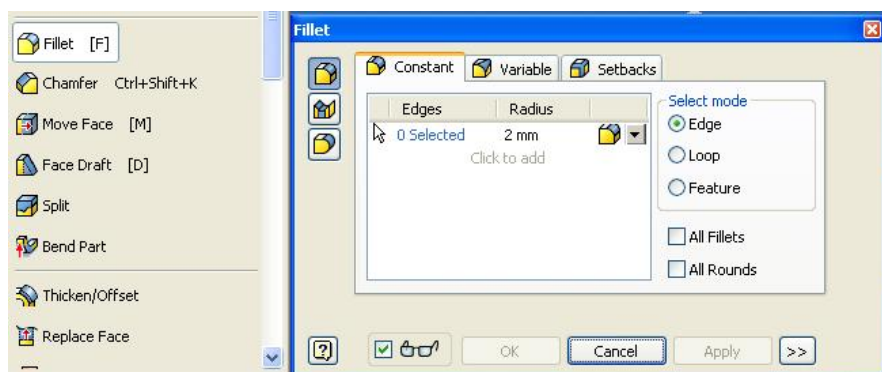 Fillet [F]
Chamfer Ctrl+Shift+K
Move Face [M]
Face Draft [D]
Split
Bend Part
Thicken/Offset
Replace Face
Fillet
Constant Variable Setbacks
Edges Radius
0 Selected 2 mm
Click to add
Select mode
Edge
Loop
Feature
All Fillets
All Rounds
? OK Cancel Apply >>